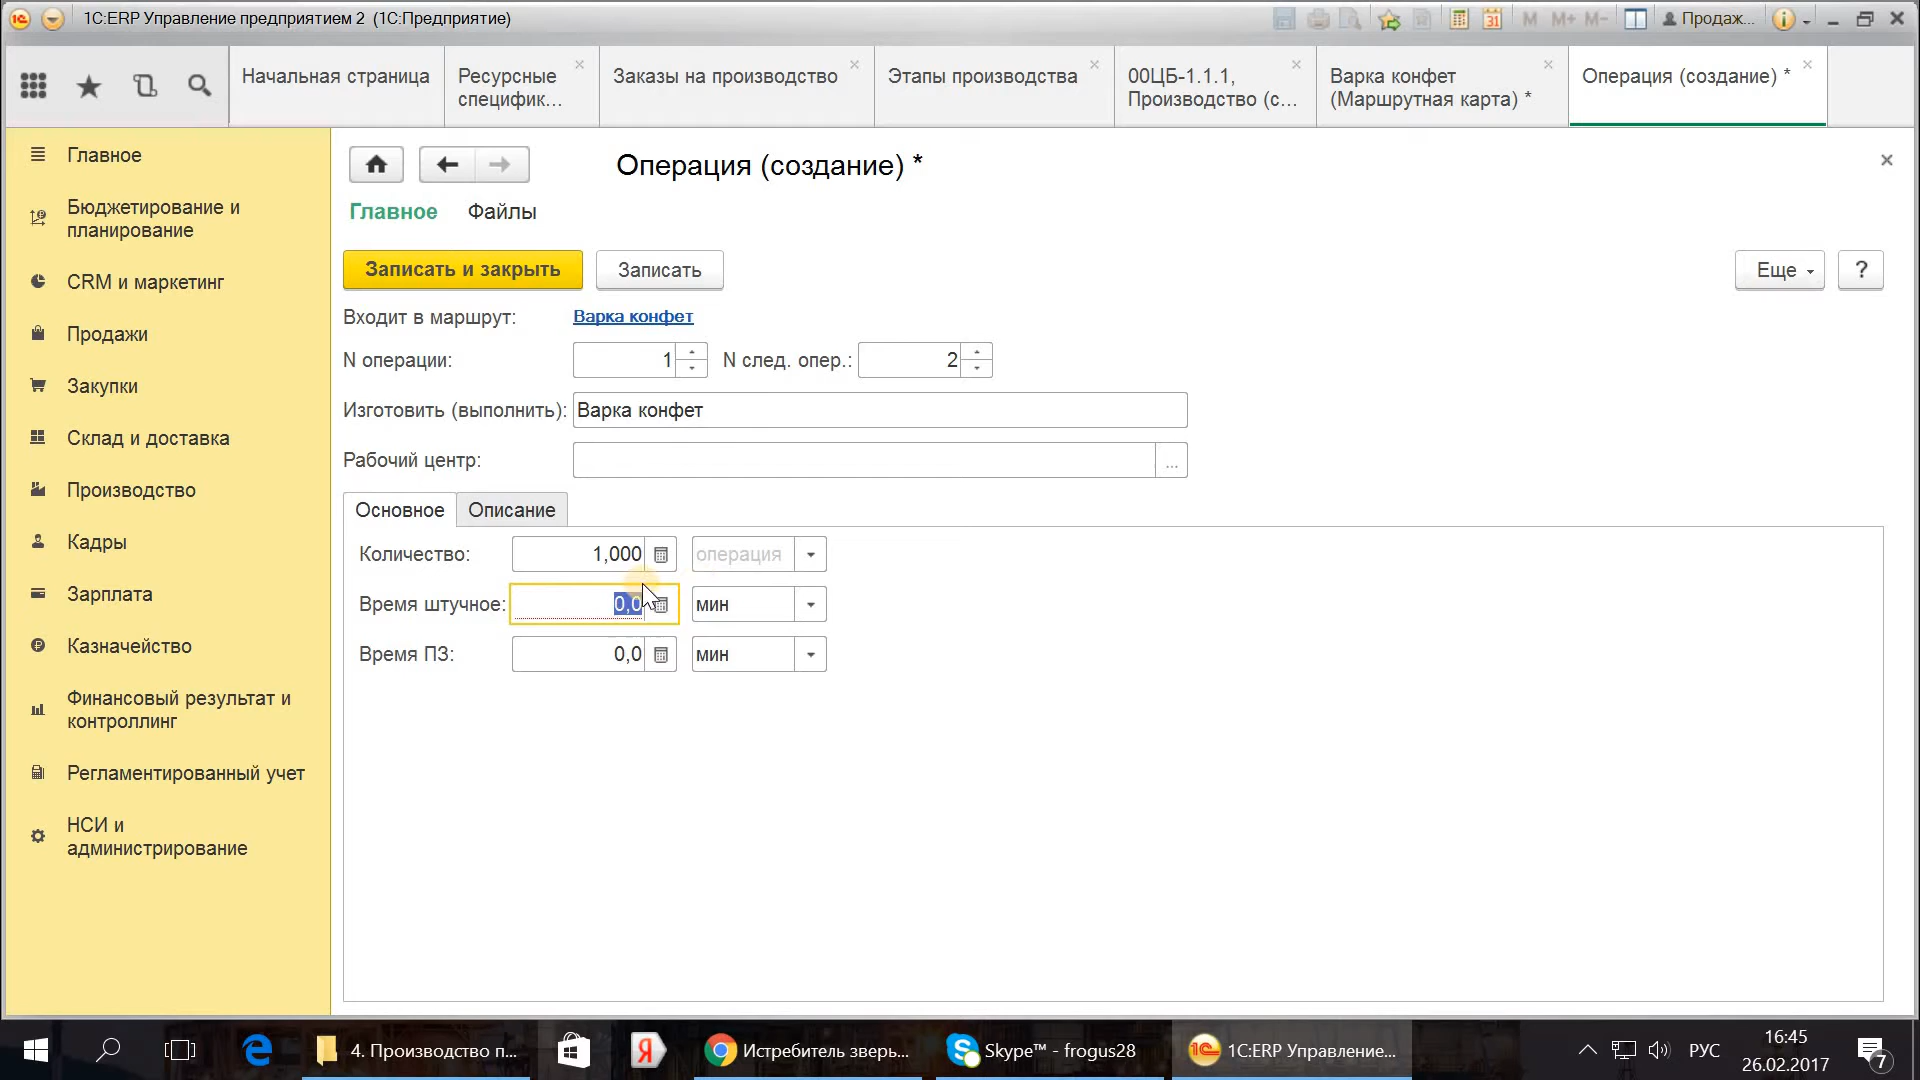 1С:ERP Управление предприятием 2 (1С:Предприятие)
M M+ M- Продаж...
Начальная страница
Ресурсные
специфик...
Заказы на производство
Этапы производства
00ЦБ-1.1.1,
Производство (с...
Варка конфет
(Маршрутная карта) *
Операция (создание) *
Главное
Бюджетирование и
планирование
CRM и маркетинг
Продажи
Закупки
Склад и доставка
Производство
Кадры
Зарплата
Казначейство
Финансовый результат и
контроллинг
Регламентированный учет
НСИ и
администрирование
Операция (создание) *
Главное Файлы
Записать и закрыть Записать Еще ?
Входит в маршрут: Варка конфет
N операции: 1 N след. опер.: 2
Изготовить (выполнить): Варка конфет
Рабочий центр: ...
Основное Описание
Количество: 1,000 операция
Время штучное: 0,0 мин
Время ПЗ: 0,0 мин
4. Производство п...
Истребитель зверь...
Skype™ - frogus28
1С:ERP Управление...
РУС
16:45
26.02.2017
7